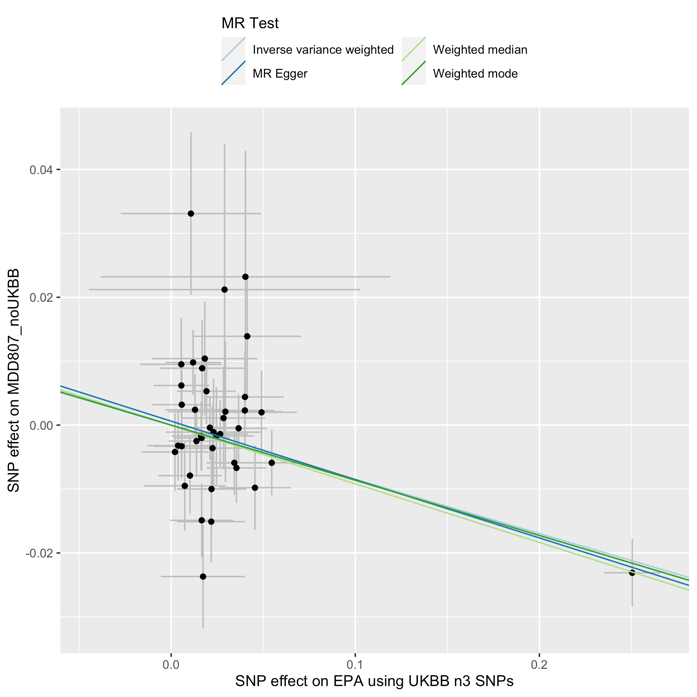 MR Test
Inverse variance weighted
Weighted median
MR Egger
Weighted mode
SNP effect on MDD807_noUKBB
0.04
0.02
0.00
-0.02
0.0
0.1
0.2
SNP effect on EPA using UKBB n3 SNPs